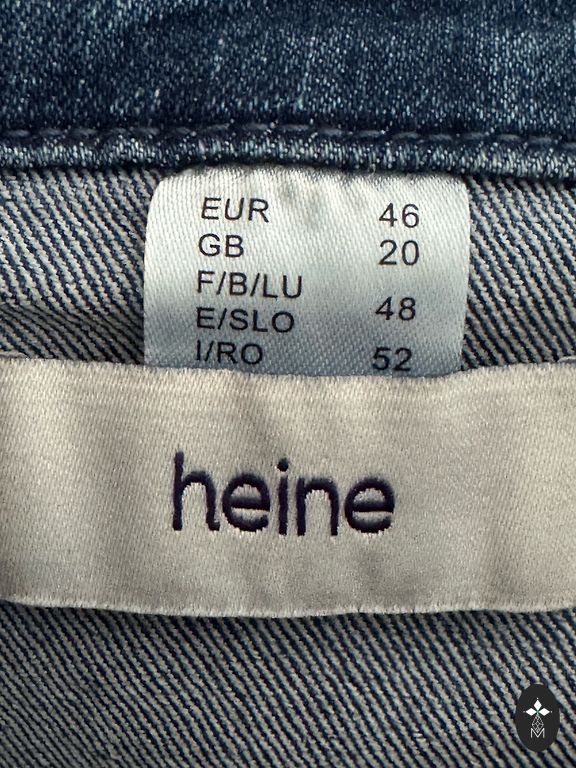 EUR 46
GB 20
F/B/LU
E/SLO 48
I/RO 52
heine
M